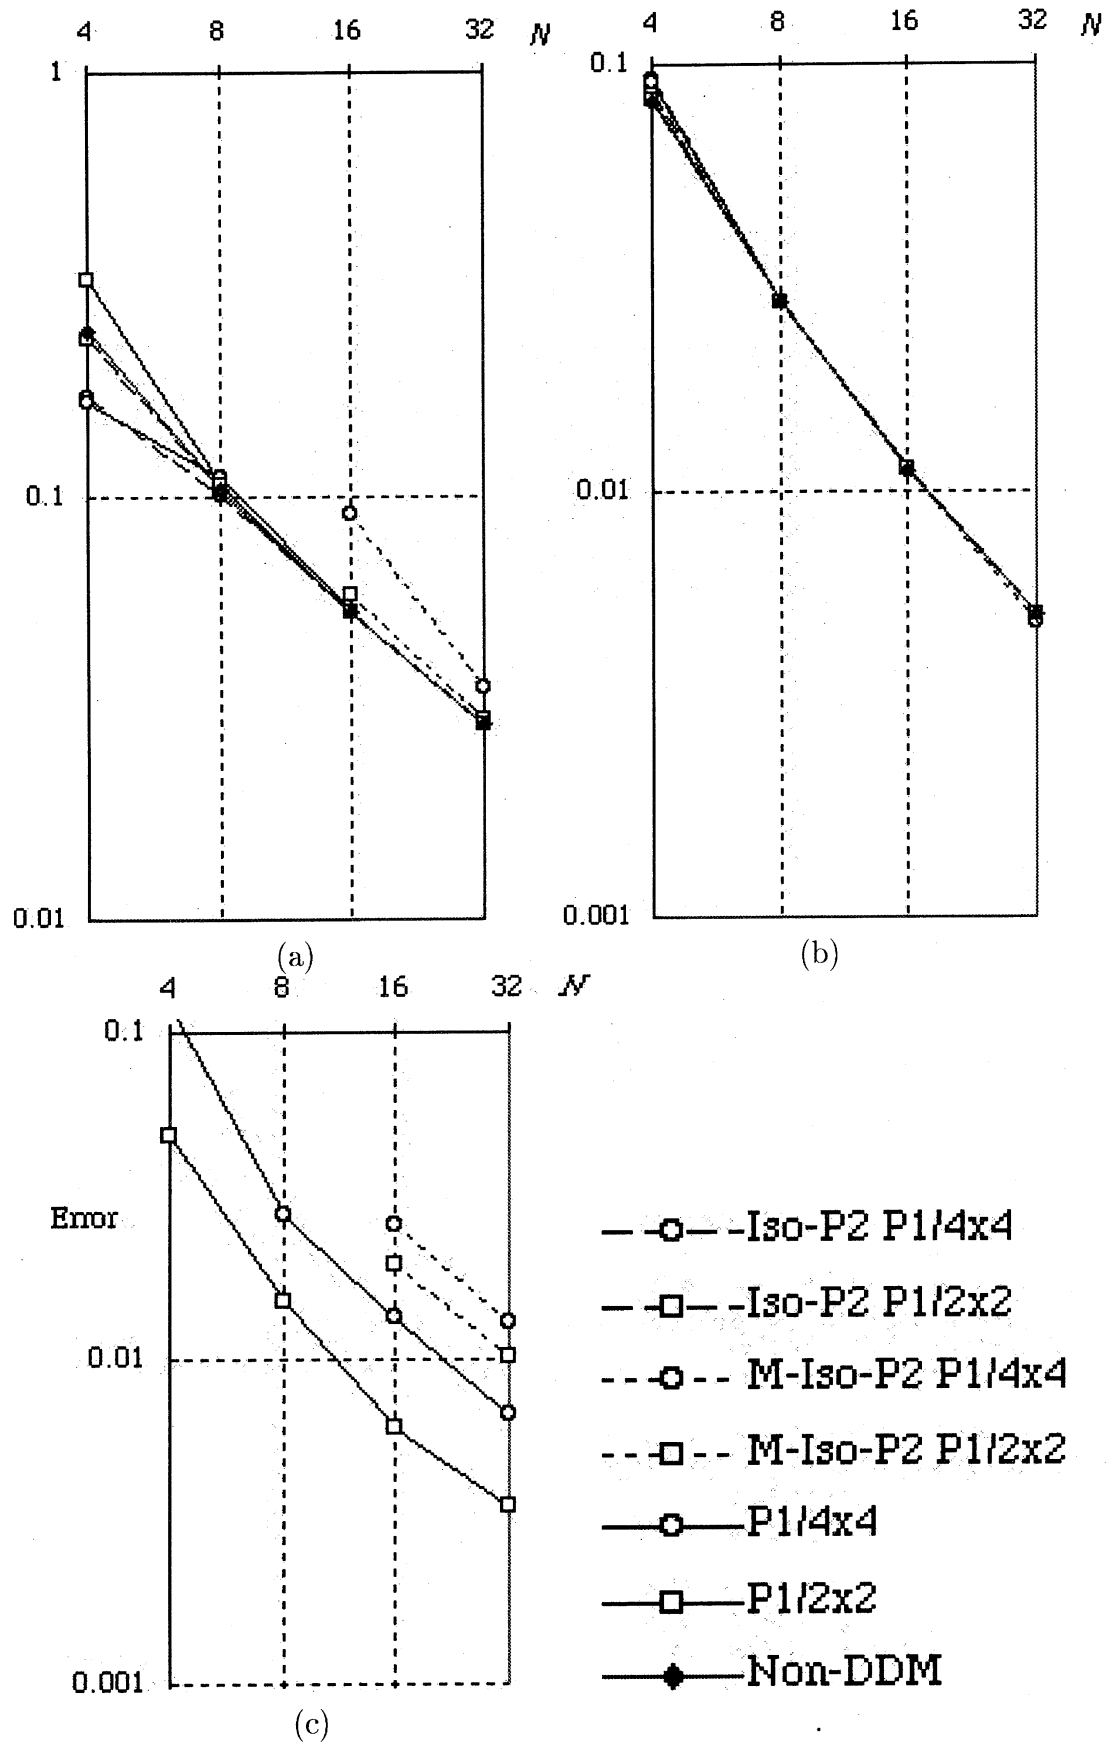 4 8 16 32 N
1
0.1
0.01
(a)
4 8 16 32 N
0.1
0.01
0.001
(b)
4 8 16 32 N
0.1
Error
0.01
0.001
(c)
Iso-P2 P1/4x4
Iso-P2 P1/2x2
M-Iso-P2 P1/4x4
M-Iso-P2 P1/2x2
P1/4x4
P1/2x2
Non-DDM